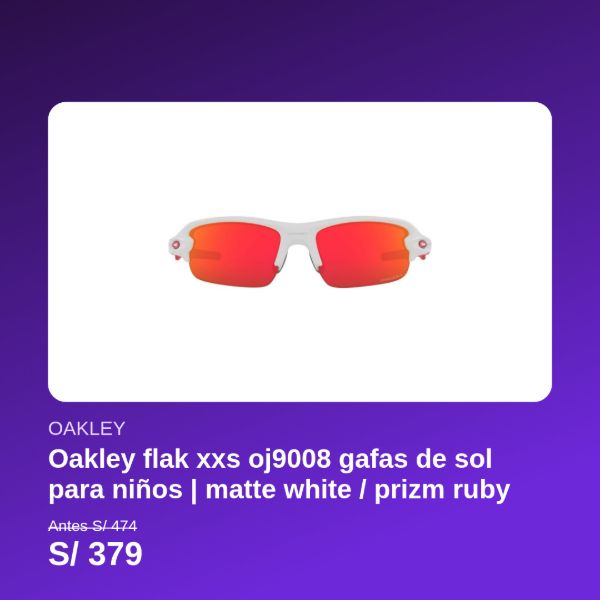 OAKLEY
Oakley flak xxs oj9008 gafas de sol
para niños | matte white / prizm ruby
Antes S/ 474
S/ 379